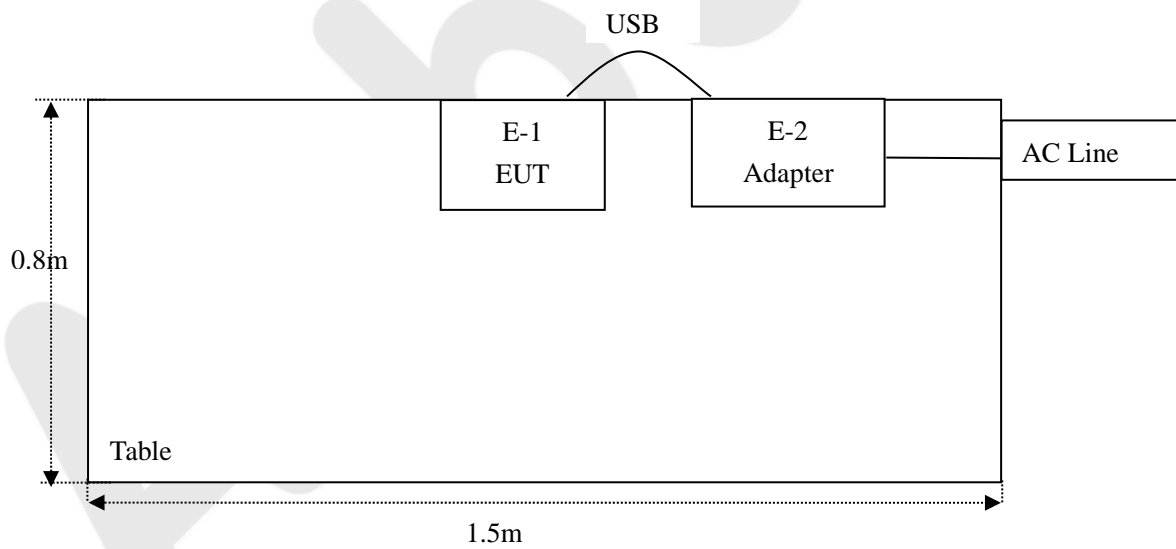 USB
E-1
EUT
E-2
Adapter
AC Line
0.8m
Table
1.5m